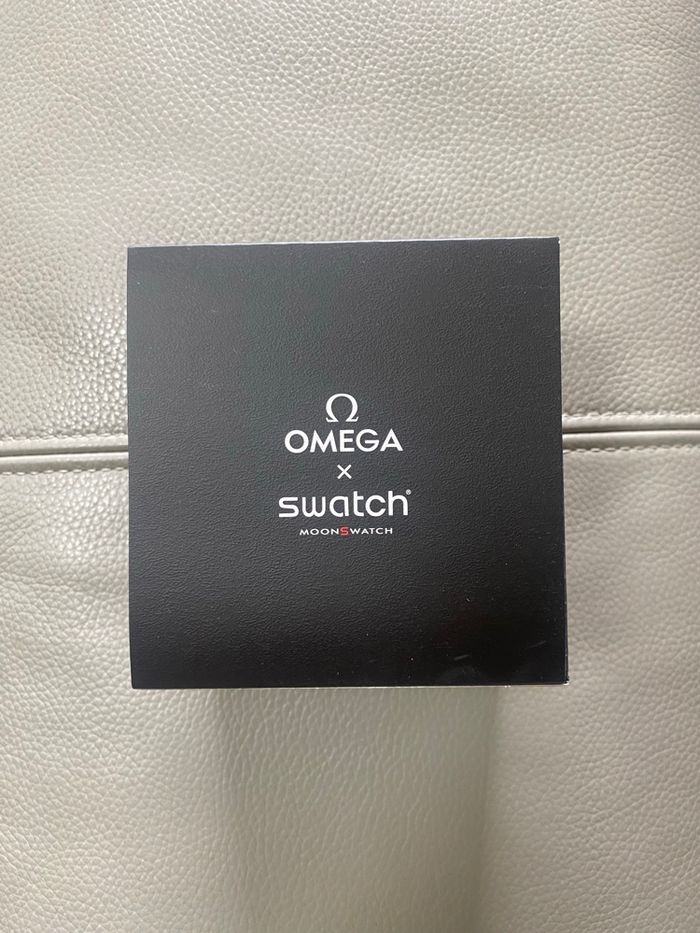 Ω
OMEGA
×
swatch®
MOONSWATCH